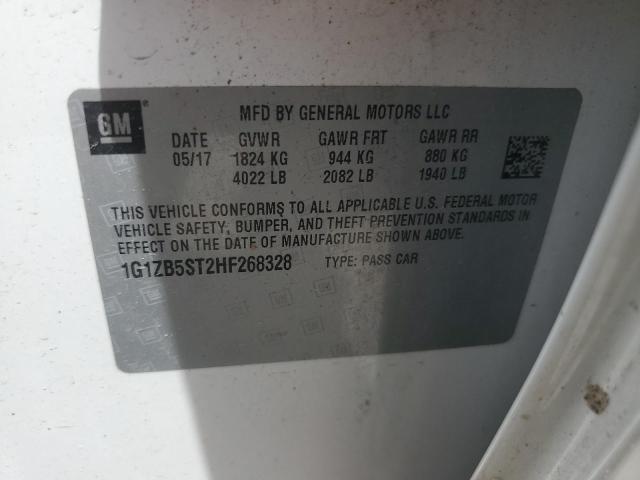 GM
MFD BY GENERAL MOTORS LLC
DATE GVWR GAWR FRT GAWR RR
05/17 1824 KG 944 KG 880 KG
4022 LB 2082 LB 1940 LB
THIS VEHICLE CONFORMS TO ALL APPLICABLE U.S. FEDERAL MOTOR
VEHICLE SAFETY, BUMPER, AND THEFT PREVENTION STANDARDS IN
EFFECT ON THE DATE OF MANUFACTURE SHOWN ABOVE.
1G1ZB5ST2HF268328 TYPE: PASS CAR